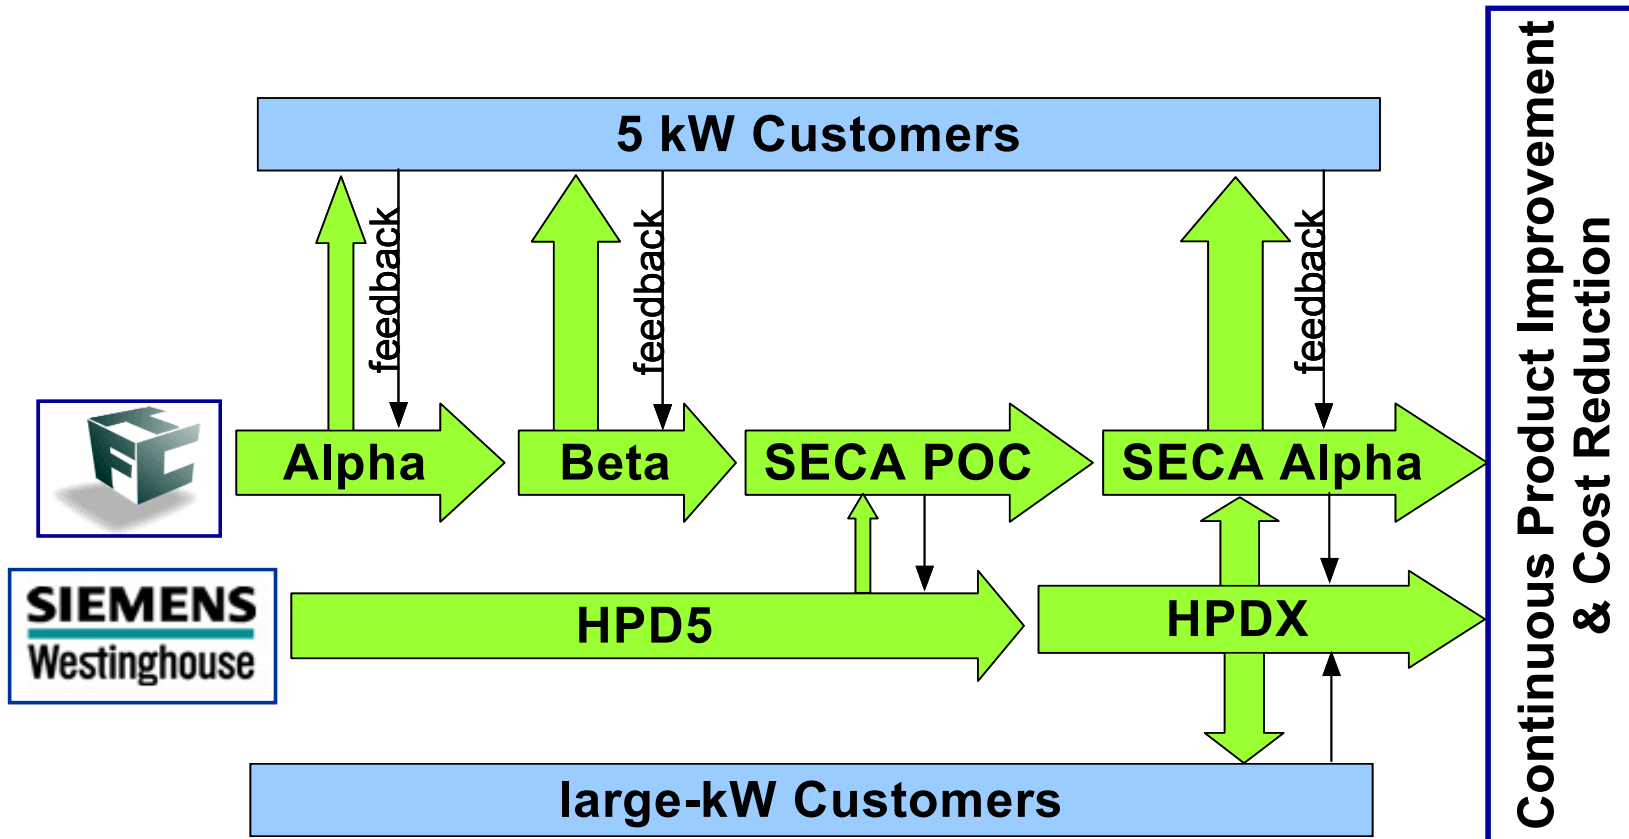 5 kW Customers
feedback
feedback
feedback
FCT
Alpha
Beta
SECA POC
SECA Alpha
SIEMENS
Westinghouse
HPD5
HPDX
large-kW Customers
Continuous Product Improvement
& Cost Reduction